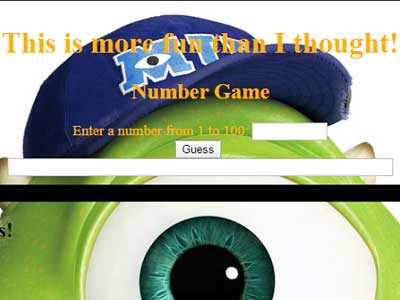 This is more fun than I thought!
Number Game
Enter a number from 1 to 100:
Guess
s!